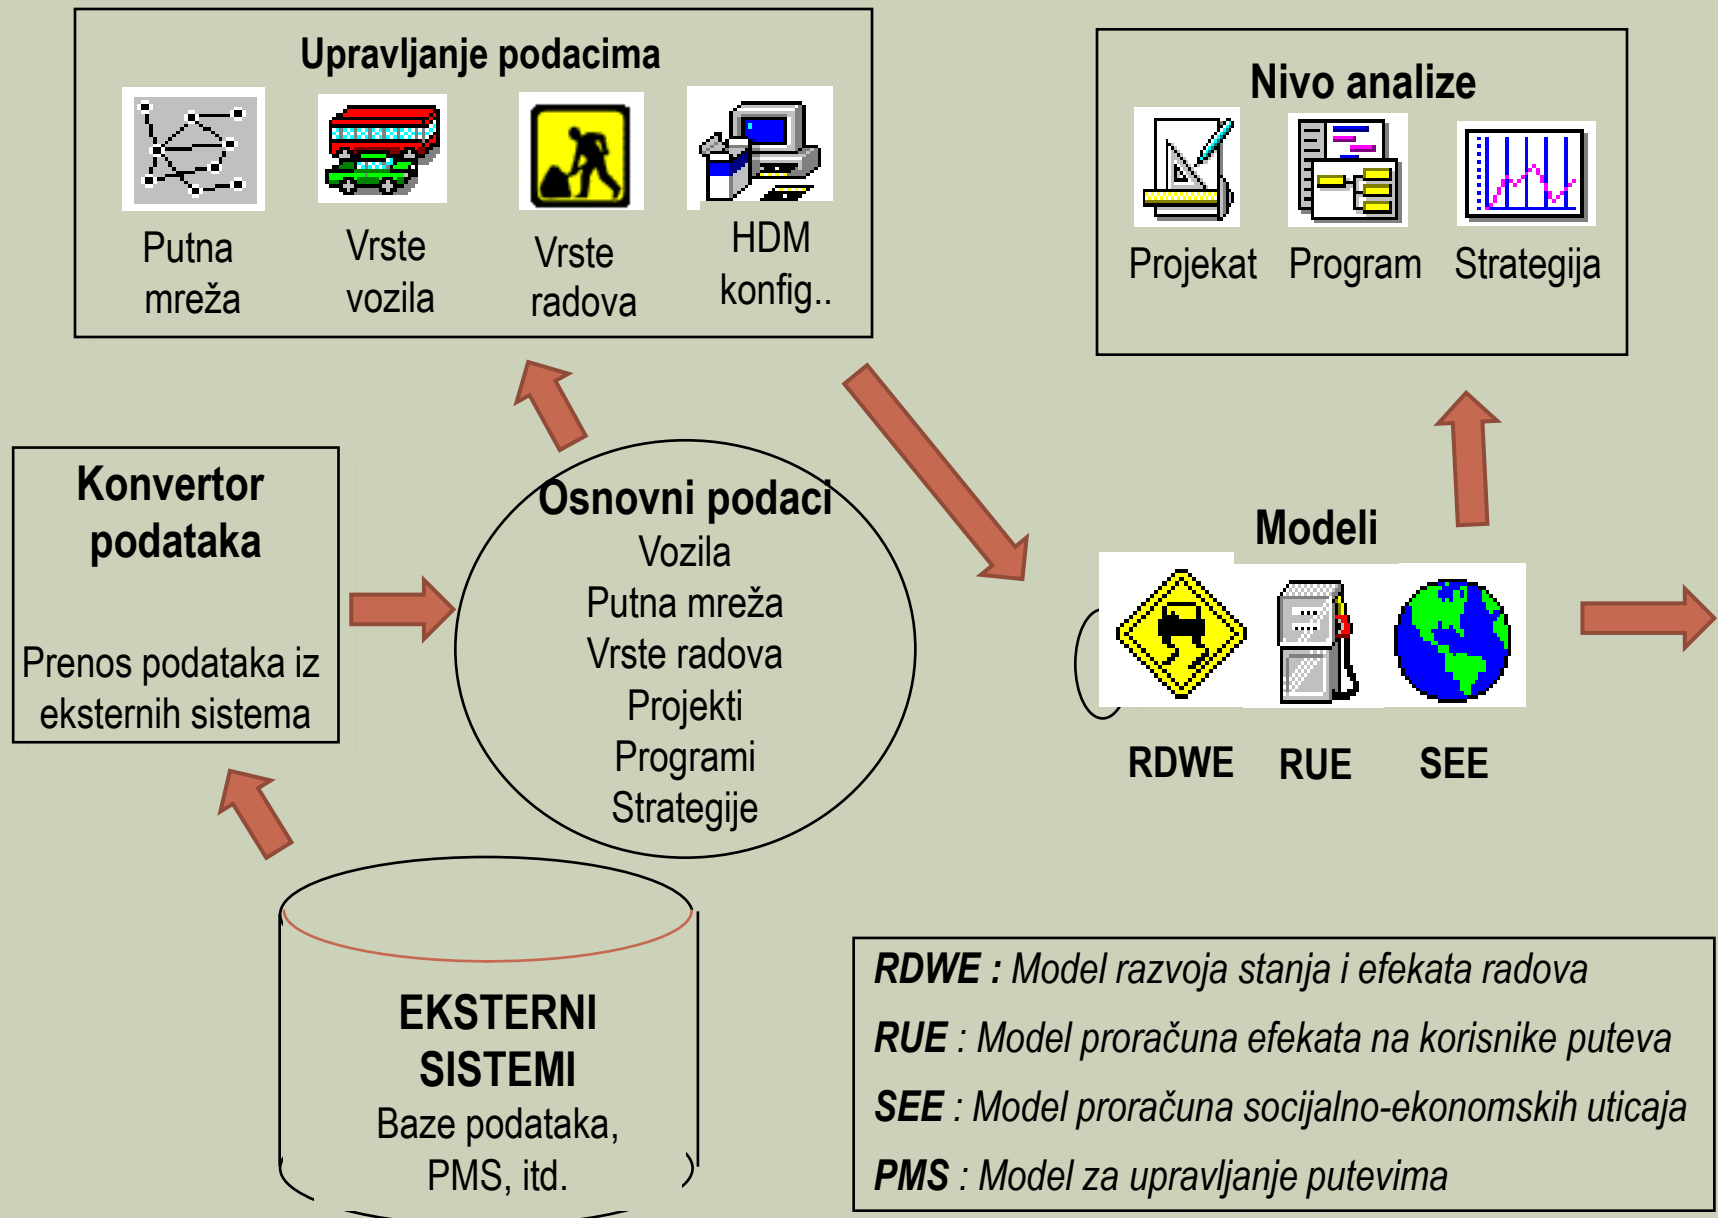 Upravljanje podacima
Putna
mreža
Vrste
vozila
Vrste
radova
HDM
konfig..
Nivo analize
Projekat
Program
Strategija
Konvertor
podataka
Prenos podataka iz
eksternih sistema
Osnovni podaci
Vozila
Putna mreža
Vrste radova
Projekti
Programi
Strategije
Modeli
RDWE
RUE
SEE
EKSTERNI
SISTEMI
Baze podataka,
PMS, itd.
RDWE : Model razvoja stanja i efekata radova
RUE : Model proračuna efekata na korisnike puteva
SEE : Model proračuna socijalno-ekonomskih uticaja
PMS : Model za upravljanje putevima